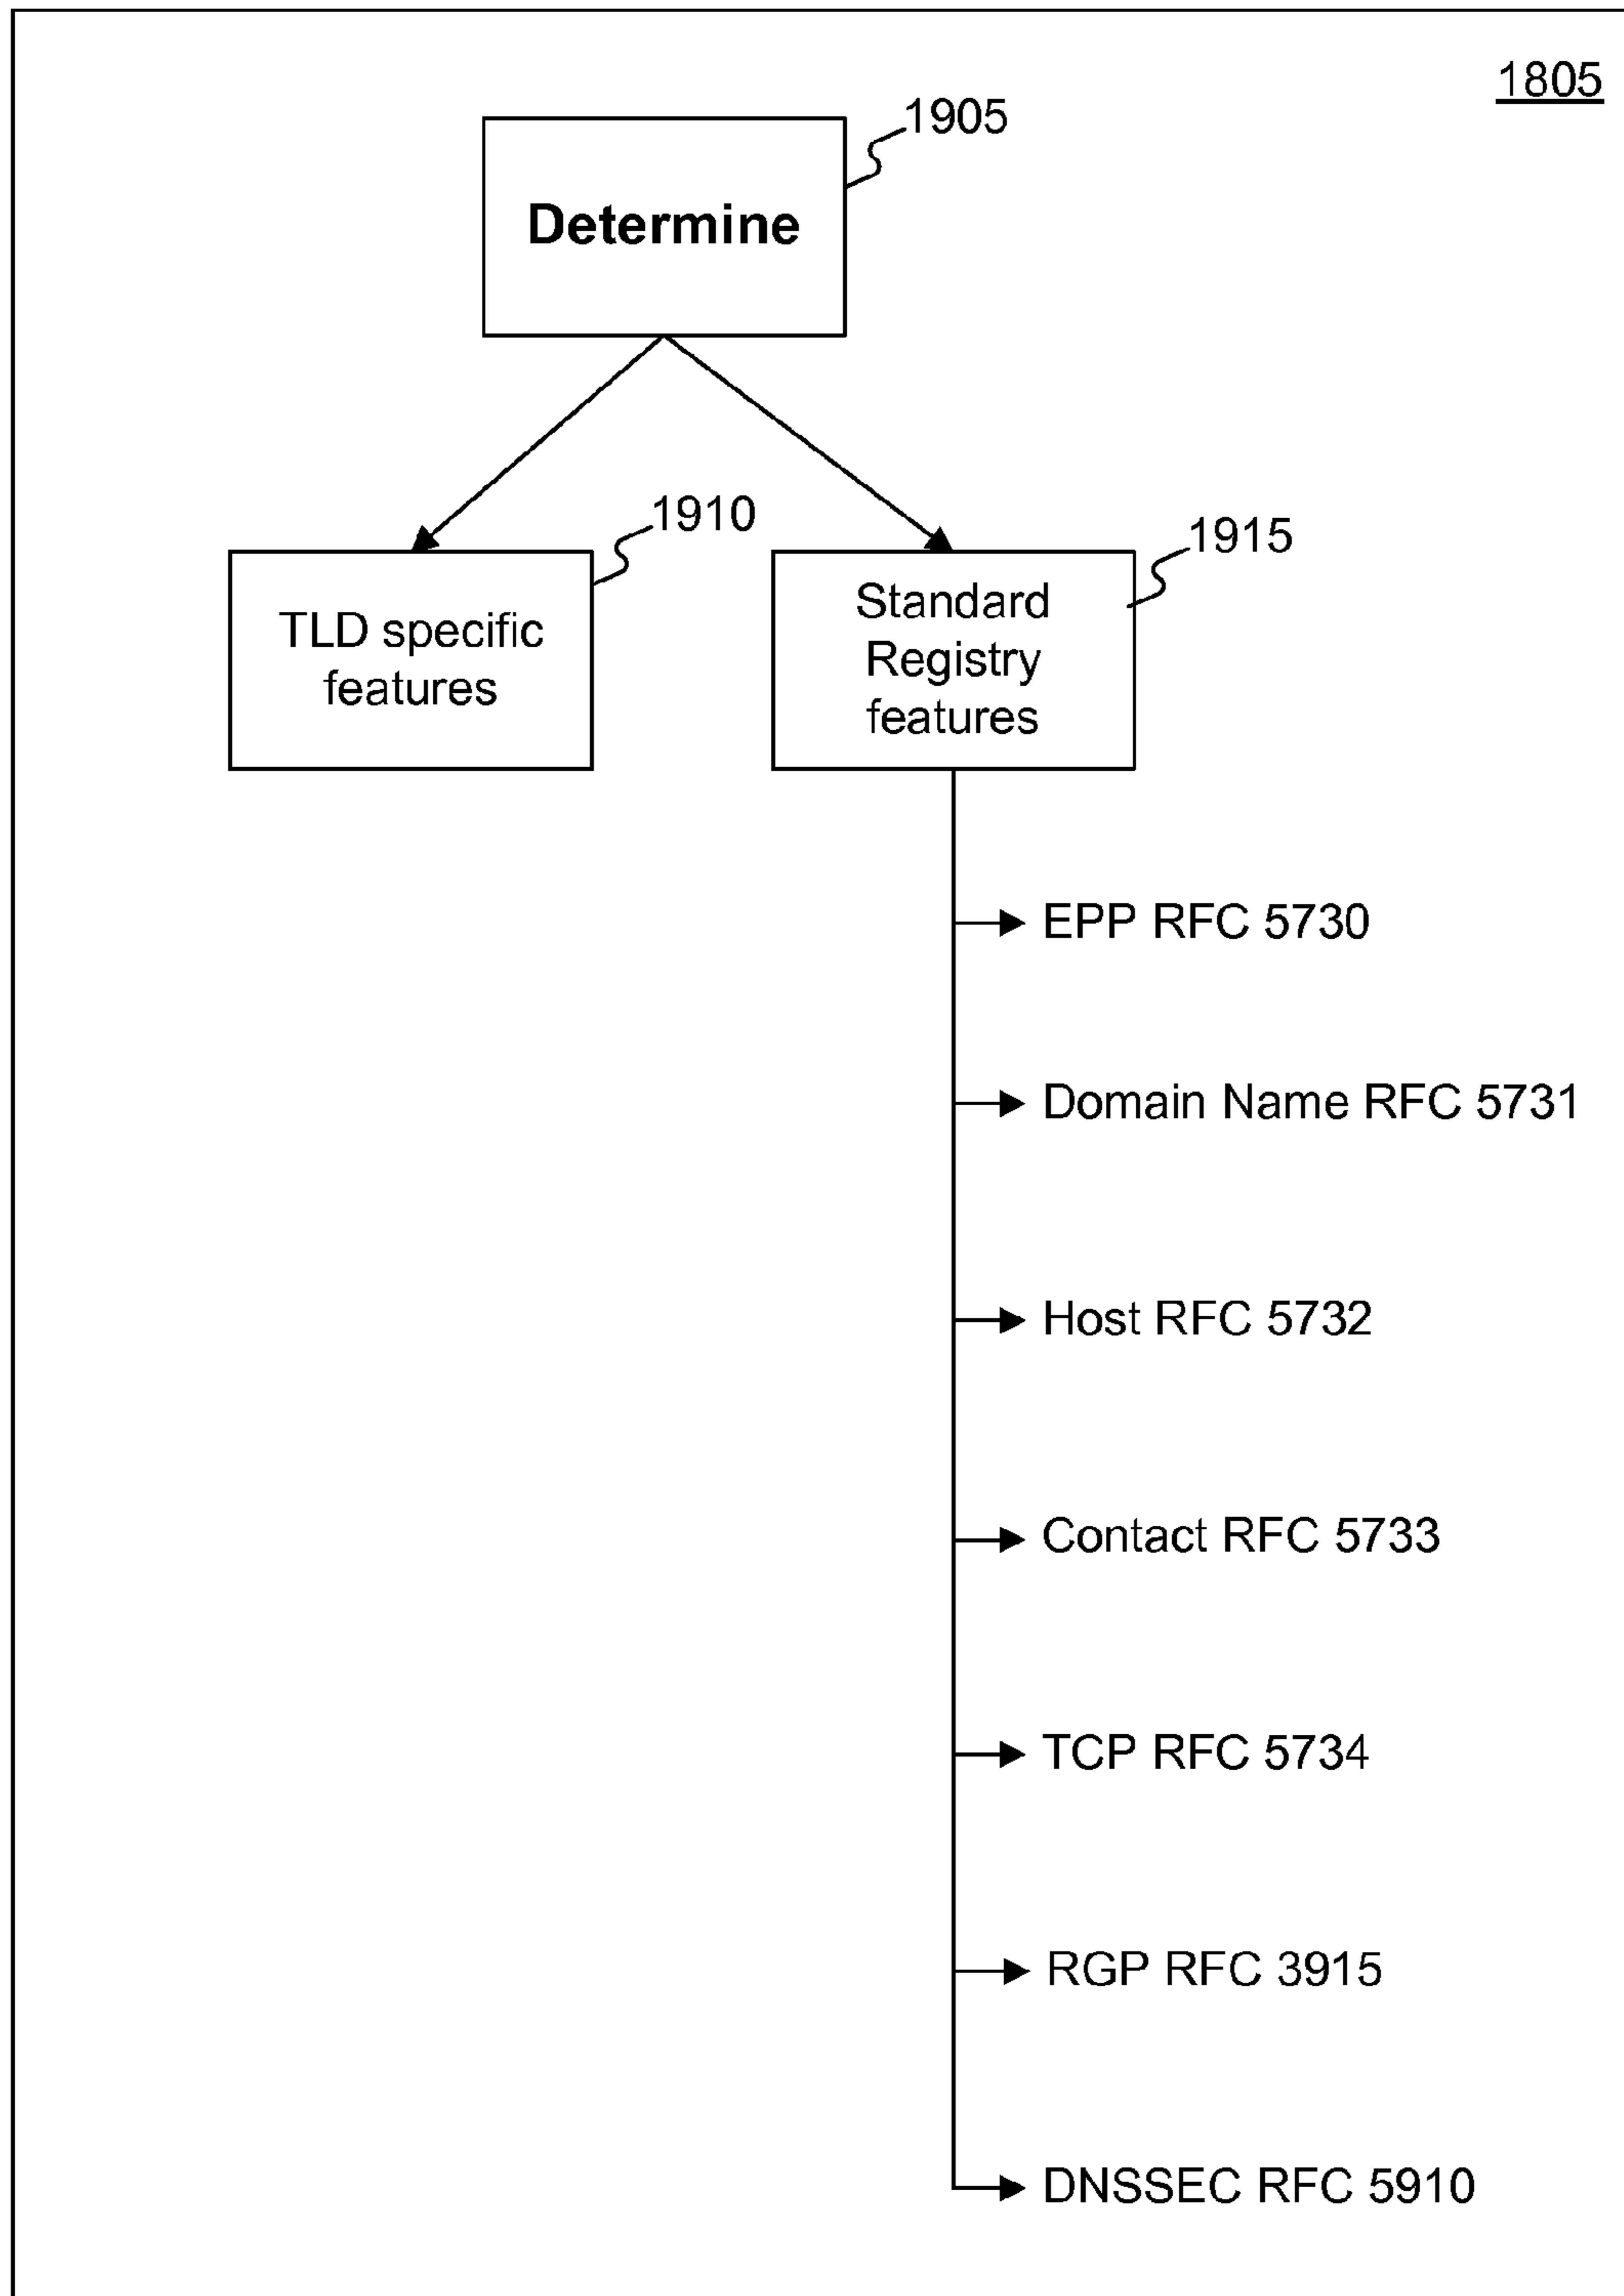 1805
1905
Determine
1910
1915
TLD specific
features
Standard
Registry
features
EPP RFC 5730
Domain Name RFC 5731
Host RFC 5732
Contact RFC 5733
TCP RFC 5734
RGP RFC 3915
DNSSEC RFC 5910